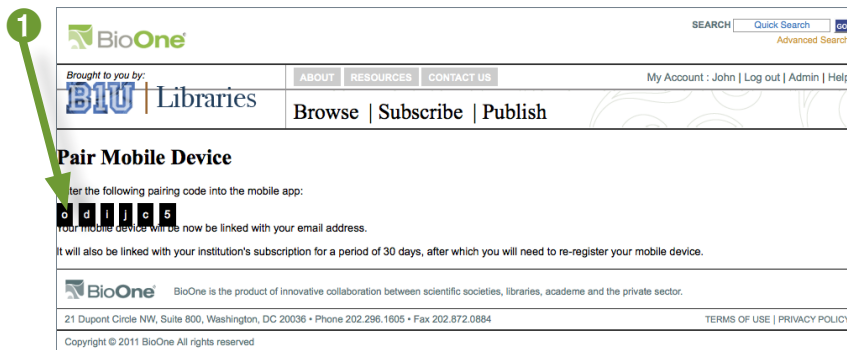 1
BioOne
SEARCH Quick Search GO
Advanced Search
Brought to you by:
ABOUT RESOURCES CONTACT US
My Account : John | Log out | Admin | Help
B1U | Libraries
Browse | Subscribe | Publish
Pair Mobile Device
ter the following pairing code into the mobile app:
o d i j c 5
Your mobile device will be now be linked with your email address.
It will also be linked with your institution's subscription for a period of 30 days, after which you will need to re-register your mobile device.
BioOne BioOne is the product of innovative collaboration between scientific societies, libraries, academe and the private sector.
21 Dupont Circle NW, Suite 800, Washington, DC 20036 • Phone 202.296.1605 • Fax 202.872.0884 TERMS OF USE | PRIVACY POLICY
Copyright © 2011 BioOne All rights reserved